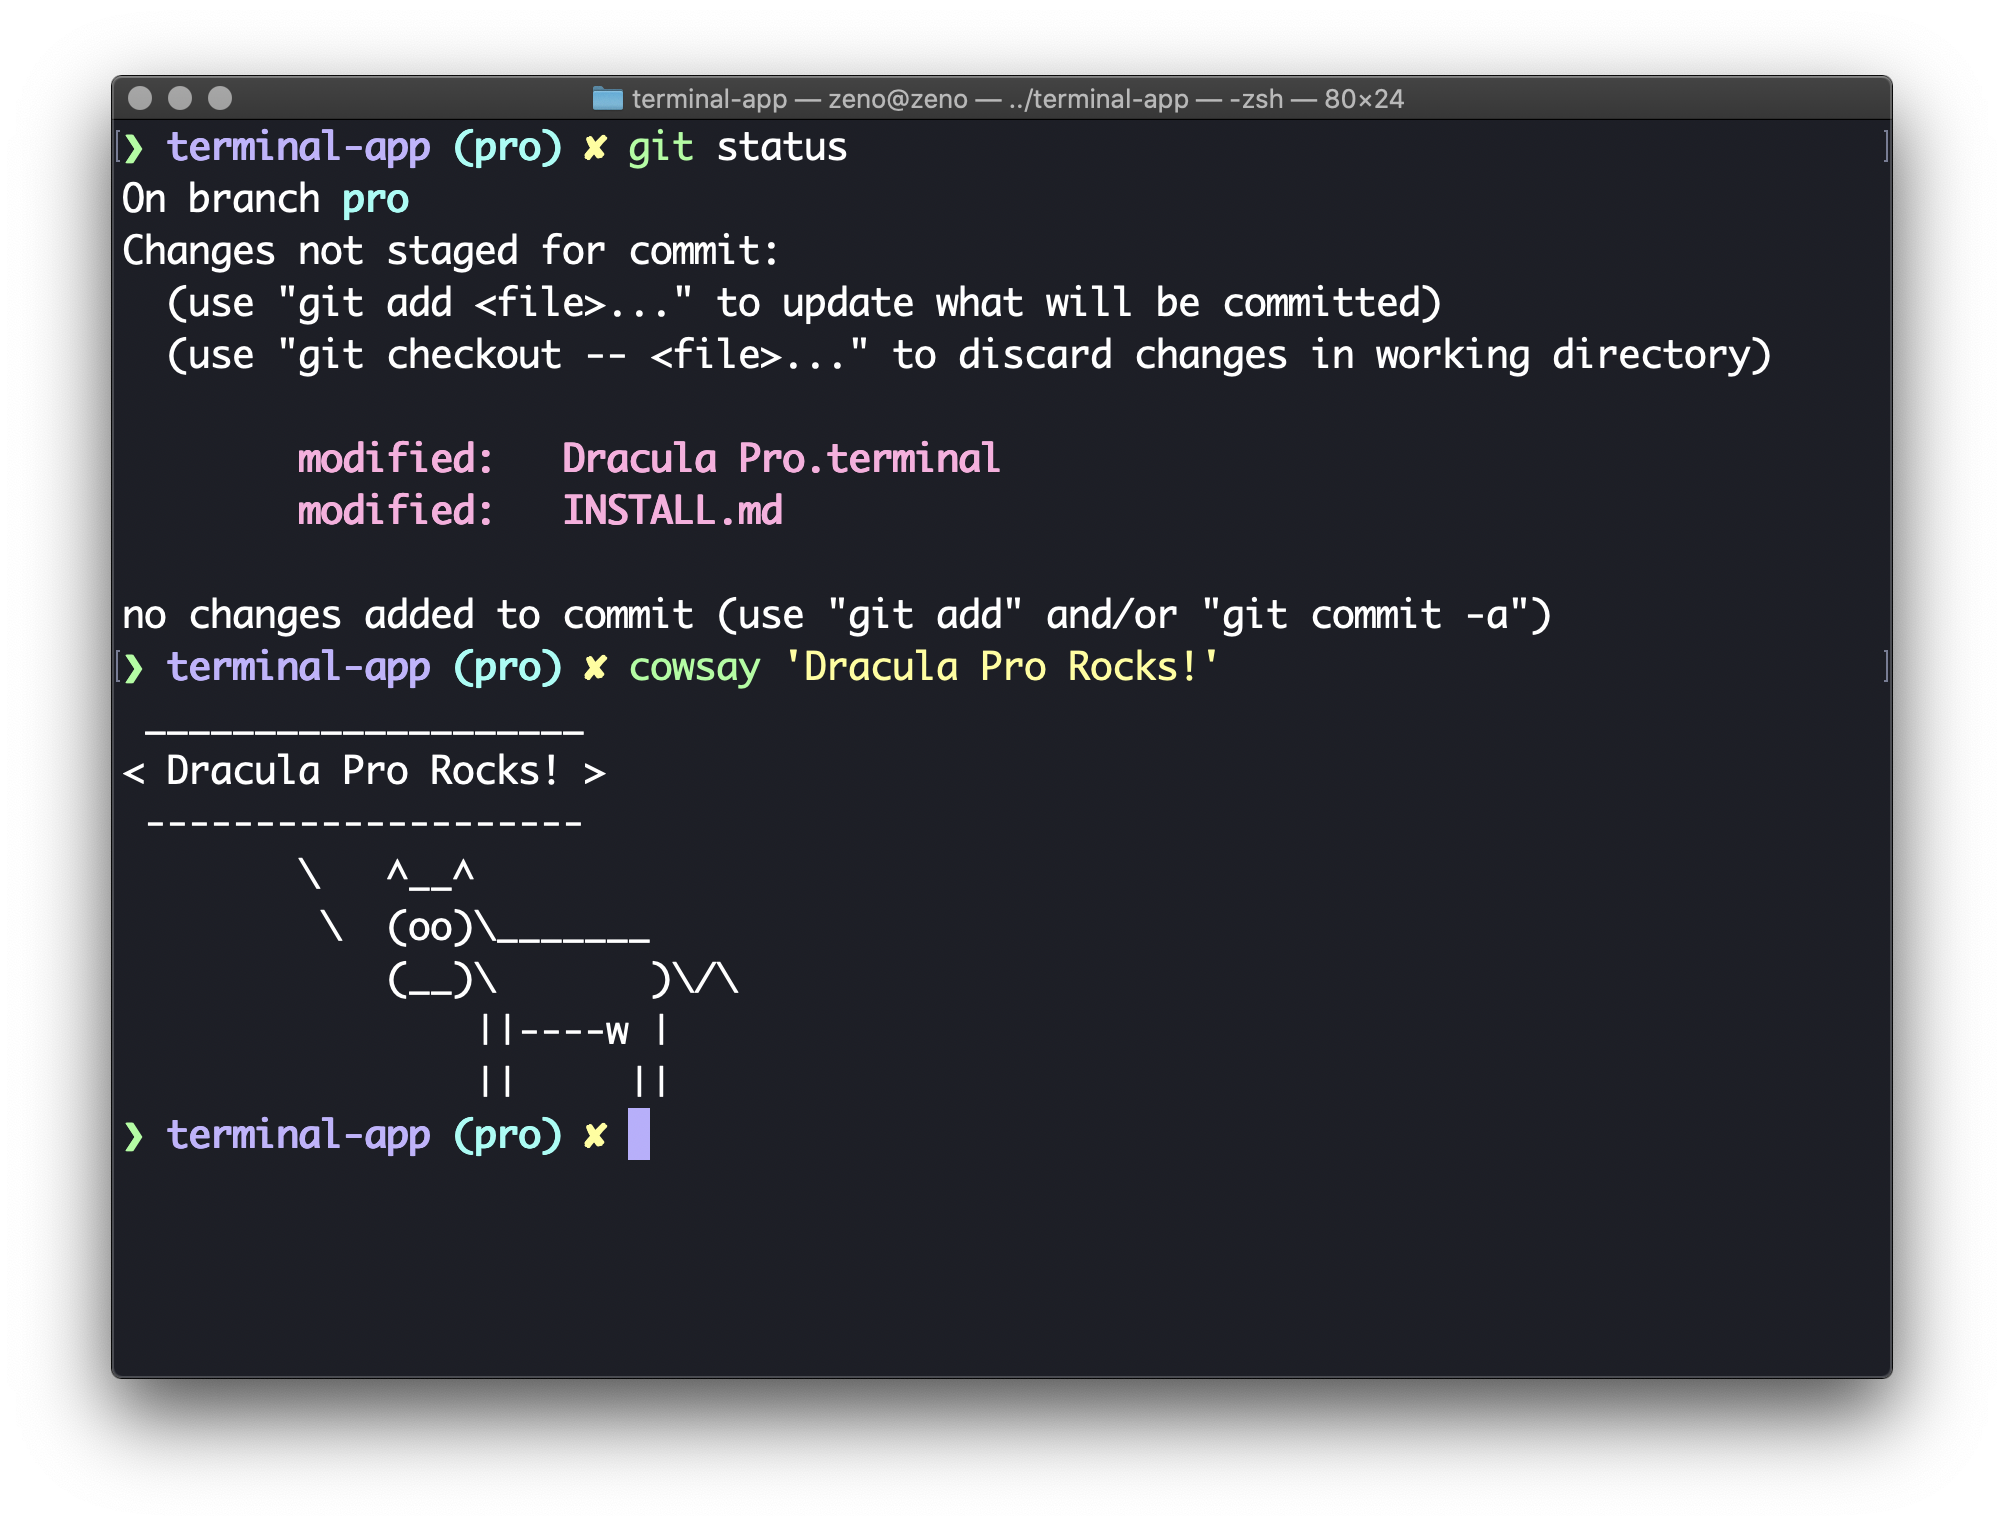 terminal-app — zeno@zeno — ../terminal-app — -zsh — 80×24
❯ terminal-app (pro) ✘ git status
On branch pro
Changes not staged for commit:
  (use "git add <file>..." to update what will be committed)
  (use "git checkout -- <file>..." to discard changes in working directory)

        modified:   Dracula Pro.terminal
        modified:   INSTALL.md

no changes added to commit (use "git add" and/or "git commit -a")
❯ terminal-app (pro) ✘ cowsay 'Dracula Pro Rocks!'
 ____________________
< Dracula Pro Rocks! >
 --------------------
        \   ^__^
         \  (oo)\_______
            (__)\       )\/\
                ||----w |
                ||     ||
❯ terminal-app (pro) ✘